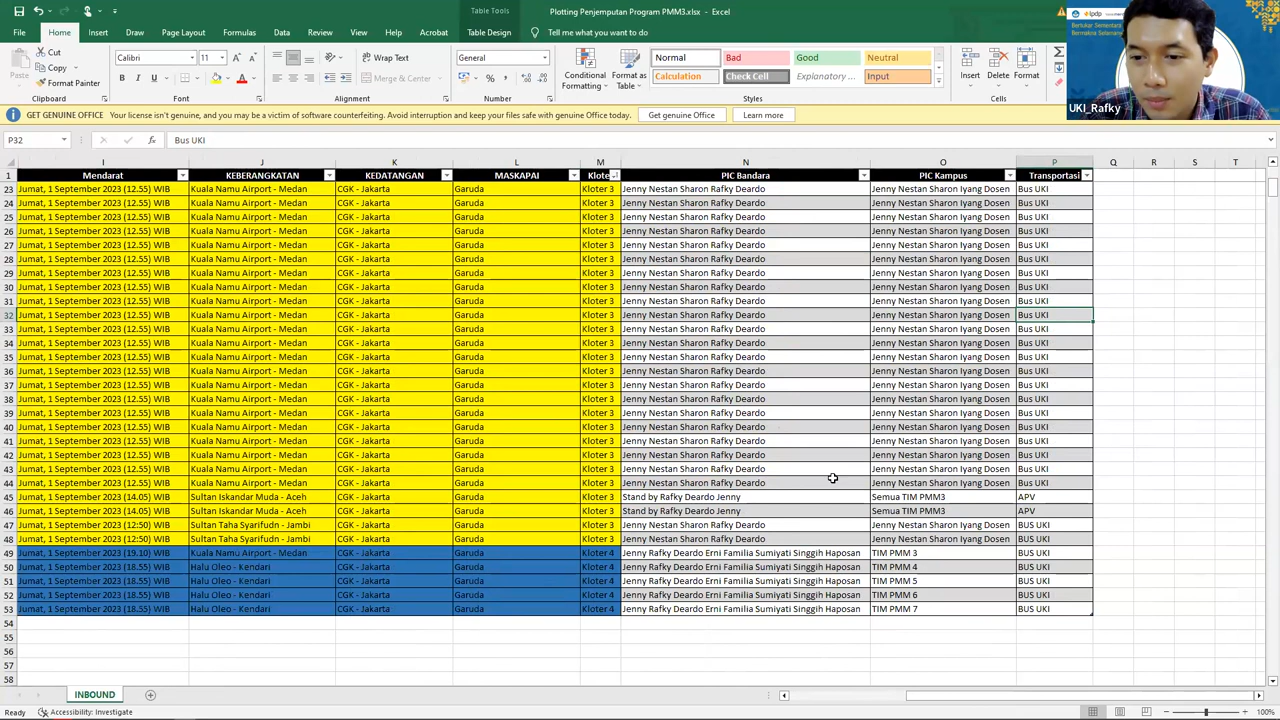 Table Tools
Plotting Penjemputan Program PMM3.xlsx - Excel
File Home Insert Draw Page Layout Formulas Data Review View Help Acrobat Table Design Tell me what you want to do
Paste Cut Copy Format Painter Clipboard
Calibri 11 Font
Wrap Text Merge & Center Alignment
General Number
Conditional Formatting Format as Table
Normal Bad Good Neutral
Calculation Check Cell Explanatory ... Input
Styles
Insert Delete Format Cells
lpdp
UKI_Rafky
GET GENUINE OFFICE Your license isn't genuine, and you may be a victim of software counterfeiting. Avoid interruption and keep your files safe with genuine Office today. Get genuine Office Learn more
P32 Bus UKI
I J K L M N O P Q R S T
1 Mendarat KEBERANGKATAN KEDATANGAN MASKAPAI Klote PIC Bandara PIC Kampus Transportasi
23 Jumat, 1 September 2023 (12.55) WIB Kuala Namu Airport - Medan CGK - Jakarta Garuda Kloter 3 Jenny Nestan Sharon Rafky Deardo Jenny Nestan Sharon Iyang Dosen Bus UKI
24 Jumat, 1 September 2023 (12.55) WIB Kuala Namu Airport - Medan CGK - Jakarta Garuda Kloter 3 Jenny Nestan Sharon Rafky Deardo Jenny Nestan Sharon Iyang Dosen Bus UKI
25 Jumat, 1 September 2023 (12.55) WIB Kuala Namu Airport - Medan CGK - Jakarta Garuda Kloter 3 Jenny Nestan Sharon Rafky Deardo Jenny Nestan Sharon Iyang Dosen Bus UKI
26 Jumat, 1 September 2023 (12.55) WIB Kuala Namu Airport - Medan CGK - Jakarta Garuda Kloter 3 Jenny Nestan Sharon Rafky Deardo Jenny Nestan Sharon Iyang Dosen Bus UKI
27 Jumat, 1 September 2023 (12.55) WIB Kuala Namu Airport - Medan CGK - Jakarta Garuda Kloter 3 Jenny Nestan Sharon Rafky Deardo Jenny Nestan Sharon Iyang Dosen Bus UKI
28 Jumat, 1 September 2023 (12.55) WIB Kuala Namu Airport - Medan CGK - Jakarta Garuda Kloter 3 Jenny Nestan Sharon Rafky Deardo Jenny Nestan Sharon Iyang Dosen Bus UKI
29 Jumat, 1 September 2023 (12.55) WIB Kuala Namu Airport - Medan CGK - Jakarta Garuda Kloter 3 Jenny Nestan Sharon Rafky Deardo Jenny Nestan Sharon Iyang Dosen Bus UKI
30 Jumat, 1 September 2023 (12.55) WIB Kuala Namu Airport - Medan CGK - Jakarta Garuda Kloter 3 Jenny Nestan Sharon Rafky Deardo Jenny Nestan Sharon Iyang Dosen Bus UKI
31 Jumat, 1 September 2023 (12.55) WIB Kuala Namu Airport - Medan CGK - Jakarta Garuda Kloter 3 Jenny Nestan Sharon Rafky Deardo Jenny Nestan Sharon Iyang Dosen Bus UKI
32 Jumat, 1 September 2023 (12.55) WIB Kuala Namu Airport - Medan CGK - Jakarta Garuda Kloter 3 Jenny Nestan Sharon Rafky Deardo Jenny Nestan Sharon Iyang Dosen Bus UKI
33 Jumat, 1 September 2023 (12.55) WIB Kuala Namu Airport - Medan CGK - Jakarta Garuda Kloter 3 Jenny Nestan Sharon Rafky Deardo Jenny Nestan Sharon Iyang Dosen Bus UKI
34 Jumat, 1 September 2023 (12.55) WIB Kuala Namu Airport - Medan CGK - Jakarta Garuda Kloter 3 Jenny Nestan Sharon Rafky Deardo Jenny Nestan Sharon Iyang Dosen Bus UKI
35 Jumat, 1 September 2023 (12.55) WIB Kuala Namu Airport - Medan CGK - Jakarta Garuda Kloter 3 Jenny Nestan Sharon Rafky Deardo Jenny Nestan Sharon Iyang Dosen Bus UKI
36 Jumat, 1 September 2023 (12.55) WIB Kuala Namu Airport - Medan CGK - Jakarta Garuda Kloter 3 Jenny Nestan Sharon Rafky Deardo Jenny Nestan Sharon Iyang Dosen Bus UKI
37 Jumat, 1 September 2023 (12.55) WIB Kuala Namu Airport - Medan CGK - Jakarta Garuda Kloter 3 Jenny Nestan Sharon Rafky Deardo Jenny Nestan Sharon Iyang Dosen Bus UKI
38 Jumat, 1 September 2023 (12.55) WIB Kuala Namu Airport - Medan CGK - Jakarta Garuda Kloter 3 Jenny Nestan Sharon Rafky Deardo Jenny Nestan Sharon Iyang Dosen Bus UKI
39 Jumat, 1 September 2023 (12.55) WIB Kuala Namu Airport - Medan CGK - Jakarta Garuda Kloter 3 Jenny Nestan Sharon Rafky Deardo Jenny Nestan Sharon Iyang Dosen Bus UKI
40 Jumat, 1 September 2023 (12.55) WIB Kuala Namu Airport - Medan CGK - Jakarta Garuda Kloter 3 Jenny Nestan Sharon Rafky Deardo Jenny Nestan Sharon Iyang Dosen Bus UKI
41 Jumat, 1 September 2023 (12.55) WIB Kuala Namu Airport - Medan CGK - Jakarta Garuda Kloter 3 Jenny Nestan Sharon Rafky Deardo Jenny Nestan Sharon Iyang Dosen Bus UKI
42 Jumat, 1 September 2023 (12.55) WIB Kuala Namu Airport - Medan CGK - Jakarta Garuda Kloter 3 Jenny Nestan Sharon Rafky Deardo Jenny Nestan Sharon Iyang Dosen Bus UKI
43 Jumat, 1 September 2023 (12.55) WIB Kuala Namu Airport - Medan CGK - Jakarta Garuda Kloter 3 Jenny Nestan Sharon Rafky Deardo Jenny Nestan Sharon Iyang Dosen Bus UKI
44 Jumat, 1 September 2023 (12.55) WIB Kuala Namu Airport - Medan CGK - Jakarta Garuda Kloter 3 Jenny Nestan Sharon Rafky Deardo Jenny Nestan Sharon Iyang Dosen Bus UKI
45 Jumat, 1 September 2023 (14.05) WIB Sultan Iskandar Muda - Aceh CGK - Jakarta Garuda Kloter 3 Stand by Rafky Deardo Jenny Semua TIM PMM3 APV
46 Jumat, 1 September 2023 (14.05) WIB Sultan Iskandar Muda - Aceh CGK - Jakarta Garuda Kloter 3 Stand by Rafky Deardo Jenny Semua TIM PMM3 APV
47 Jumat, 1 September 2023 (12:50) WIB Sultan Taha Syarifudn - Jambi CGK - Jakarta Garuda Kloter 3 Jenny Nestan Sharon Rafky Deardo Jenny Nestan Sharon Iyang Dosen BUS UKI
48 Jumat, 1 September 2023 (12:50) WIB Sultan Taha Syarifudn - Jambi CGK - Jakarta Garuda Kloter 3 Jenny Nestan Sharon Rafky Deardo Jenny Nestan Sharon Iyang Dosen BUS UKI
49 Jumat, 1 September 2023 (19.10) WIB Kuala Namu Airport - Medan CGK - Jakarta Garuda Kloter 4 Jenny Rafky Deardo Erni Familia Sumiyati Singgih Haposan TIM PMM 3 BUS UKI
50 Jumat, 1 September 2023 (18.55) WIB Halu Oleo - Kendari CGK - Jakarta Garuda Kloter 4 Jenny Rafky Deardo Erni Familia Sumiyati Singgih Haposan TIM PMM 4 BUS UKI
51 Jumat, 1 September 2023 (18.55) WIB Halu Oleo - Kendari CGK - Jakarta Garuda Kloter 4 Jenny Rafky Deardo Erni Familia Sumiyati Singgih Haposan TIM PMM 5 BUS UKI
52 Jumat, 1 September 2023 (18.55) WIB Halu Oleo - Kendari CGK - Jakarta Garuda Kloter 4 Jenny Rafky Deardo Erni Familia Sumiyati Singgih Haposan TIM PMM 6 BUS UKI
53 Jumat, 1 September 2023 (18.55) WIB Halu Oleo - Kendari CGK - Jakarta Garuda Kloter 4 Jenny Rafky Deardo Erni Familia Sumiyati Singgih Haposan TIM PMM 7 BUS UKI
54
55
56
57
58
INBOUND
Ready Accessibility: Investigate 100%